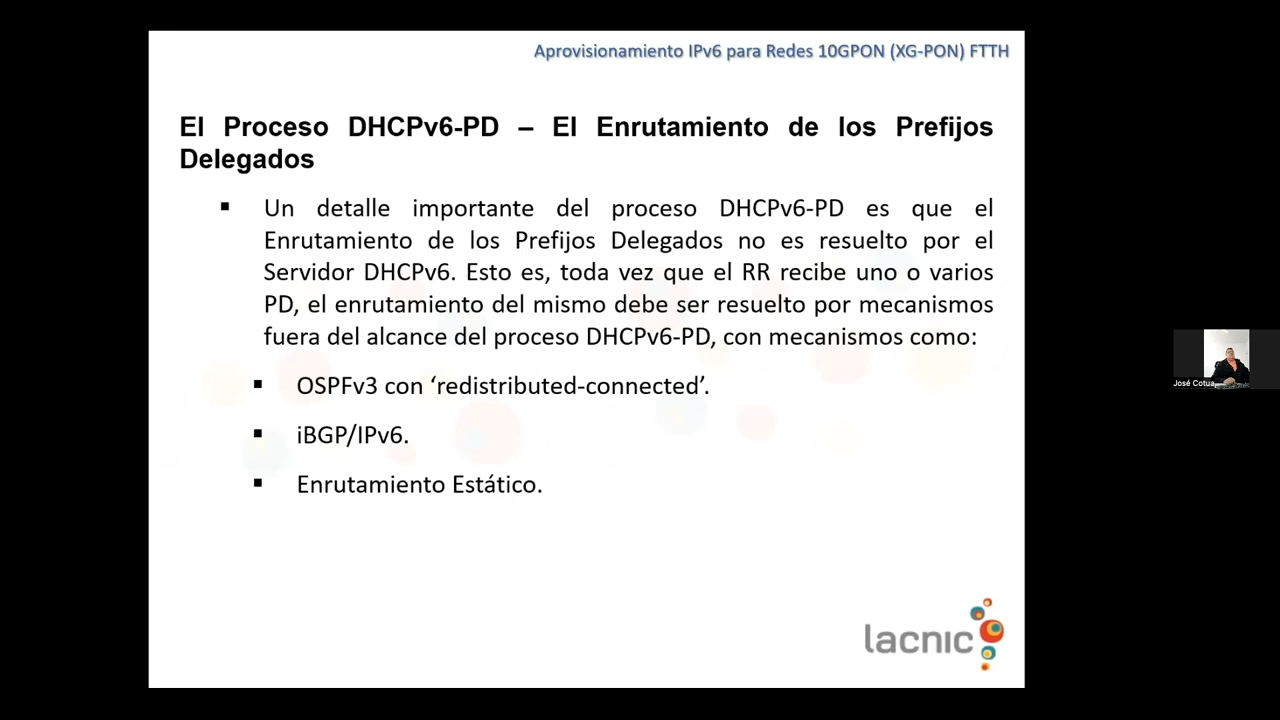 Aprovisionamiento IPv6 para Redes 10GPON (XG-PON) FTTH
El Proceso DHCPv6-PD – El Enrutamiento de los Prefijos
Delegados
▪ Un detalle importante del proceso DHCPv6-PD es que el
Enrutamiento de los Prefijos Delegados no es resuelto por el
Servidor DHCPv6. Esto es, toda vez que el RR recibe uno o varios
PD, el enrutamiento del mismo debe ser resuelto por mecanismos
fuera del alcance del proceso DHCPv6-PD, con mecanismos como:
▪ OSPFv3 con ‘redistributed-connected’.
▪ iBGP/IPv6.
▪ Enrutamiento Estático.
lacnic
José Cotua